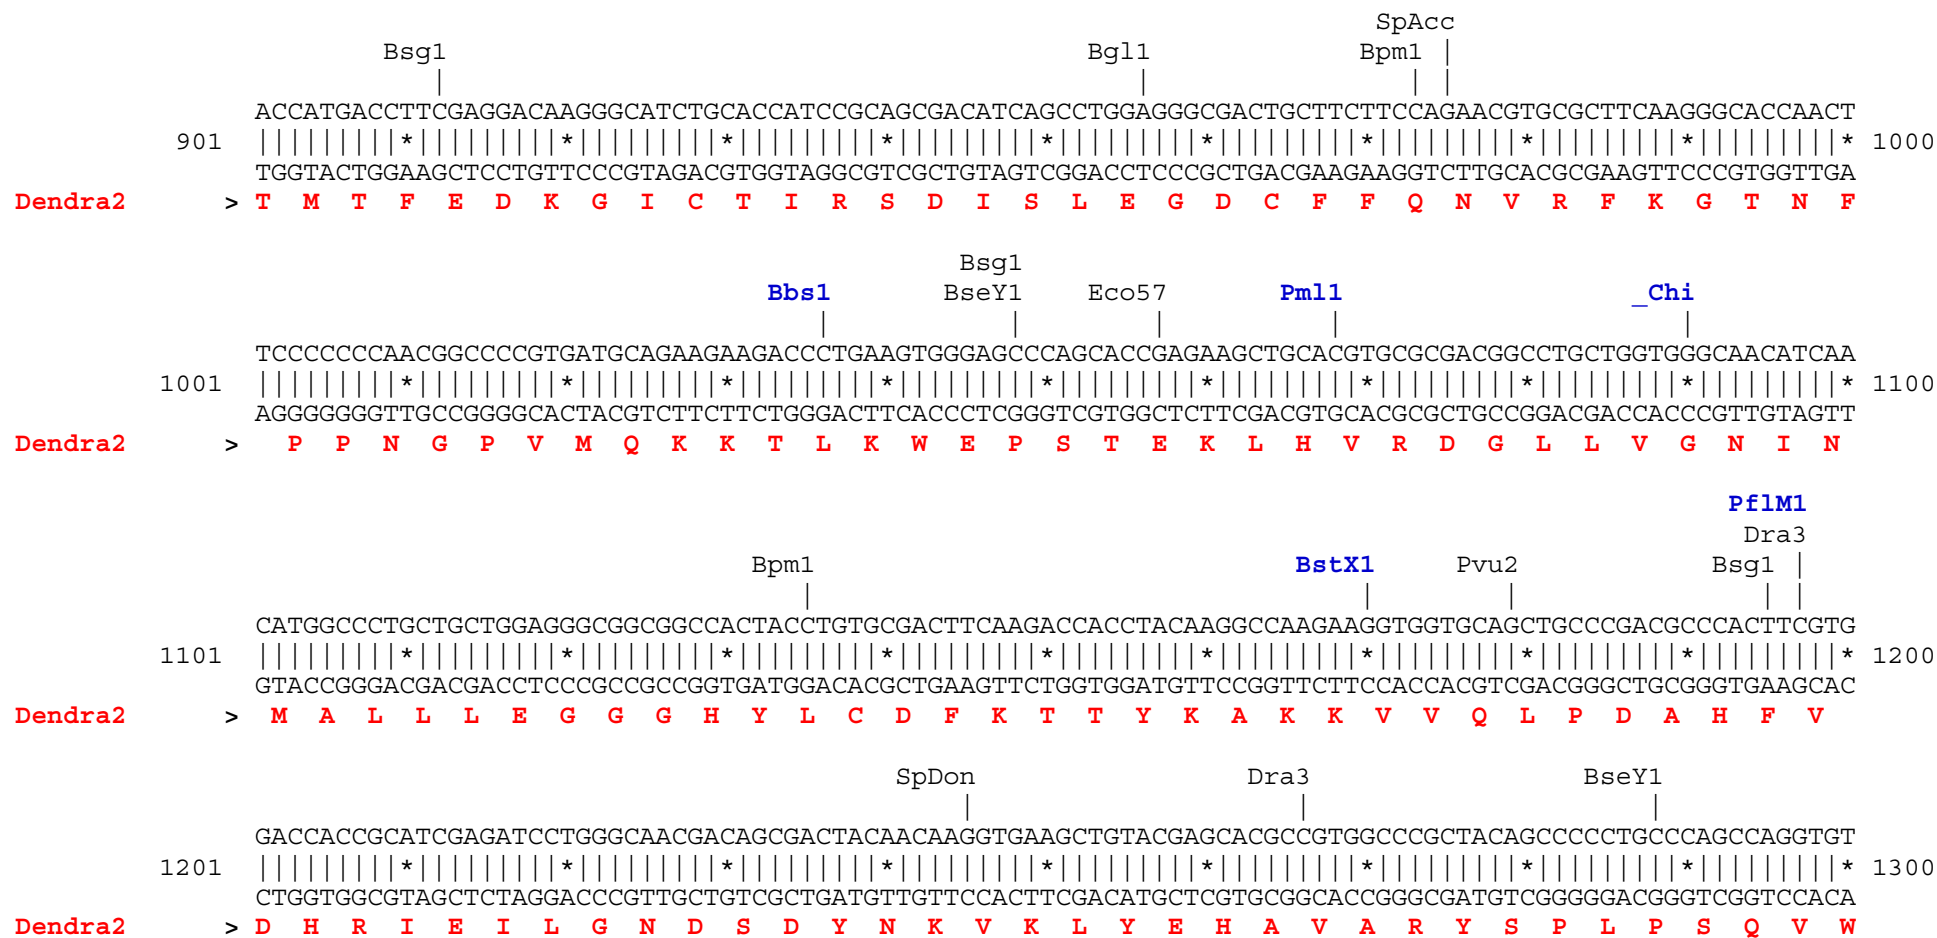 SpAcc
Bsg1 Bgl1 Bpm1 |
| | | |
ACCATGACCTTCGAGGACAAGGGCATCTGCACCATCCGCAGCGACATCAGCCTGGAGGGCGACTGCTTCTTCCAGAACGTGCGCTTCAAGGGCACCAACT
901 |||||||||*|||||||||*|||||||||*|||||||||*|||||||||*|||||||||*|||||||||*|||||||||*|||||||||*|||||||||* 1000
TGGTACTGGAAGCTCCTGTTCCCGTAGACGTGGTAGGCGTCGCTGTAGTCGGACCTCCCGCTGACGAAGAAGGTCTTGCACGCGAAGTTCCCGTGGTTGA
Dendra2 > T M T F E D K G I C T I R S D I S L E G D C F F Q N V R F K G T N F
Bsg1
Bbs1 BseY1 Eco57 Pml1 _Chi
| | | | |
TCCCCCCCAACGGCCCCGTGATGCAGAAGAAGACCCTGAAGTGGGAGCCCAGCACCGAGAAGCTGCACGTGCGCGACGGCCTGCTGGTGGGCAACATCAA
1001 |||||||||*|||||||||*|||||||||*|||||||||*|||||||||*|||||||||*|||||||||*|||||||||*|||||||||*|||||||||* 1100
AGGGGGGGTTGCCGGGGCACTACGTCTTCTTCTGGGACTTCACCCTCGGGTCGTGGCTCTTCGACGTGCACGCGCTGCCGGACGACCACCCGTTGTAGTT
Dendra2 > P P N G P V M Q K K T L K W E P S T E K L H V R D G L L V G N I N
PflM1
Dra3
Bpm1 BstX1 Pvu2 Bsg1 |
| | | | |
CATGGCCCTGCTGCTGGAGGGCGGCGGCCACTACCTGTGCGACTTCAAGACCACCTACAAGGCCAAGAAGGTGGTGCAGCTGCCCGACGCCCACTTCGTG
1101 |||||||||*|||||||||*|||||||||*|||||||||*|||||||||*|||||||||*|||||||||*|||||||||*|||||||||*|||||||||* 1200
GTACCGGGACGACGACCTCCCGCCGCCGGTGATGGACACGCTGAAGTTCTGGTGGATGTTCCGGTTCTTCCACCACGTCGACGGGCTGCGGGTGAAGCAC
Dendra2 > M A L L L E G G G H Y L C D F K T T Y K A K K V V Q L P D A H F V
SpDon Dra3 BseY1
| | |
GACCACCGCATCGAGATCCTGGGCAACGACAGCGACTACAACAAGGTGAAGCTGTACGAGCACGCCGTGGCCCGCTACAGCCCCCTGCCCAGCCAGGTGT
1201 |||||||||*|||||||||*|||||||||*|||||||||*|||||||||*|||||||||*|||||||||*|||||||||*|||||||||*|||||||||* 1300
CTGGTGGCGTAGCTCTAGGACCCGTTGCTGTCGCTGATGTTGTTCCACTTCGACATGCTCGTGCGGCACCGGGCGATGTCGGGGGACGGGTCGGTCCACA
Dendra2 > D H R I E I L G N D S D Y N K V K L Y E H A V A R Y S P L P S Q V W